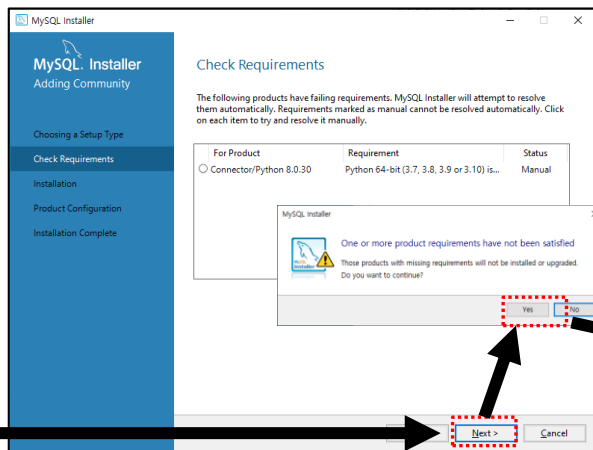 MySQL Installer
MySQL. Installer
Adding Community
Choosing a Setup Type
Check Requirements
Installation
Product Configuration
Installation Complete
Check Requirements
The following products have failing requirements. MySQL Installer will attempt to resolve
them automatically. Requirements marked as manual cannot be resolved automatically. Click
on each item to try and resolve it manually.
For Product Requirement Status
Connector/Python 8.0.30 Python 64-bit (3.7, 3.8, 3.9 or 3.10) is... Manual
MySQL Installer
One or more product requirements have not been satisfied
Those products with missing requirements will not be installed or upgraded.
Do you want to continue?
Yes No
Next > Cancel